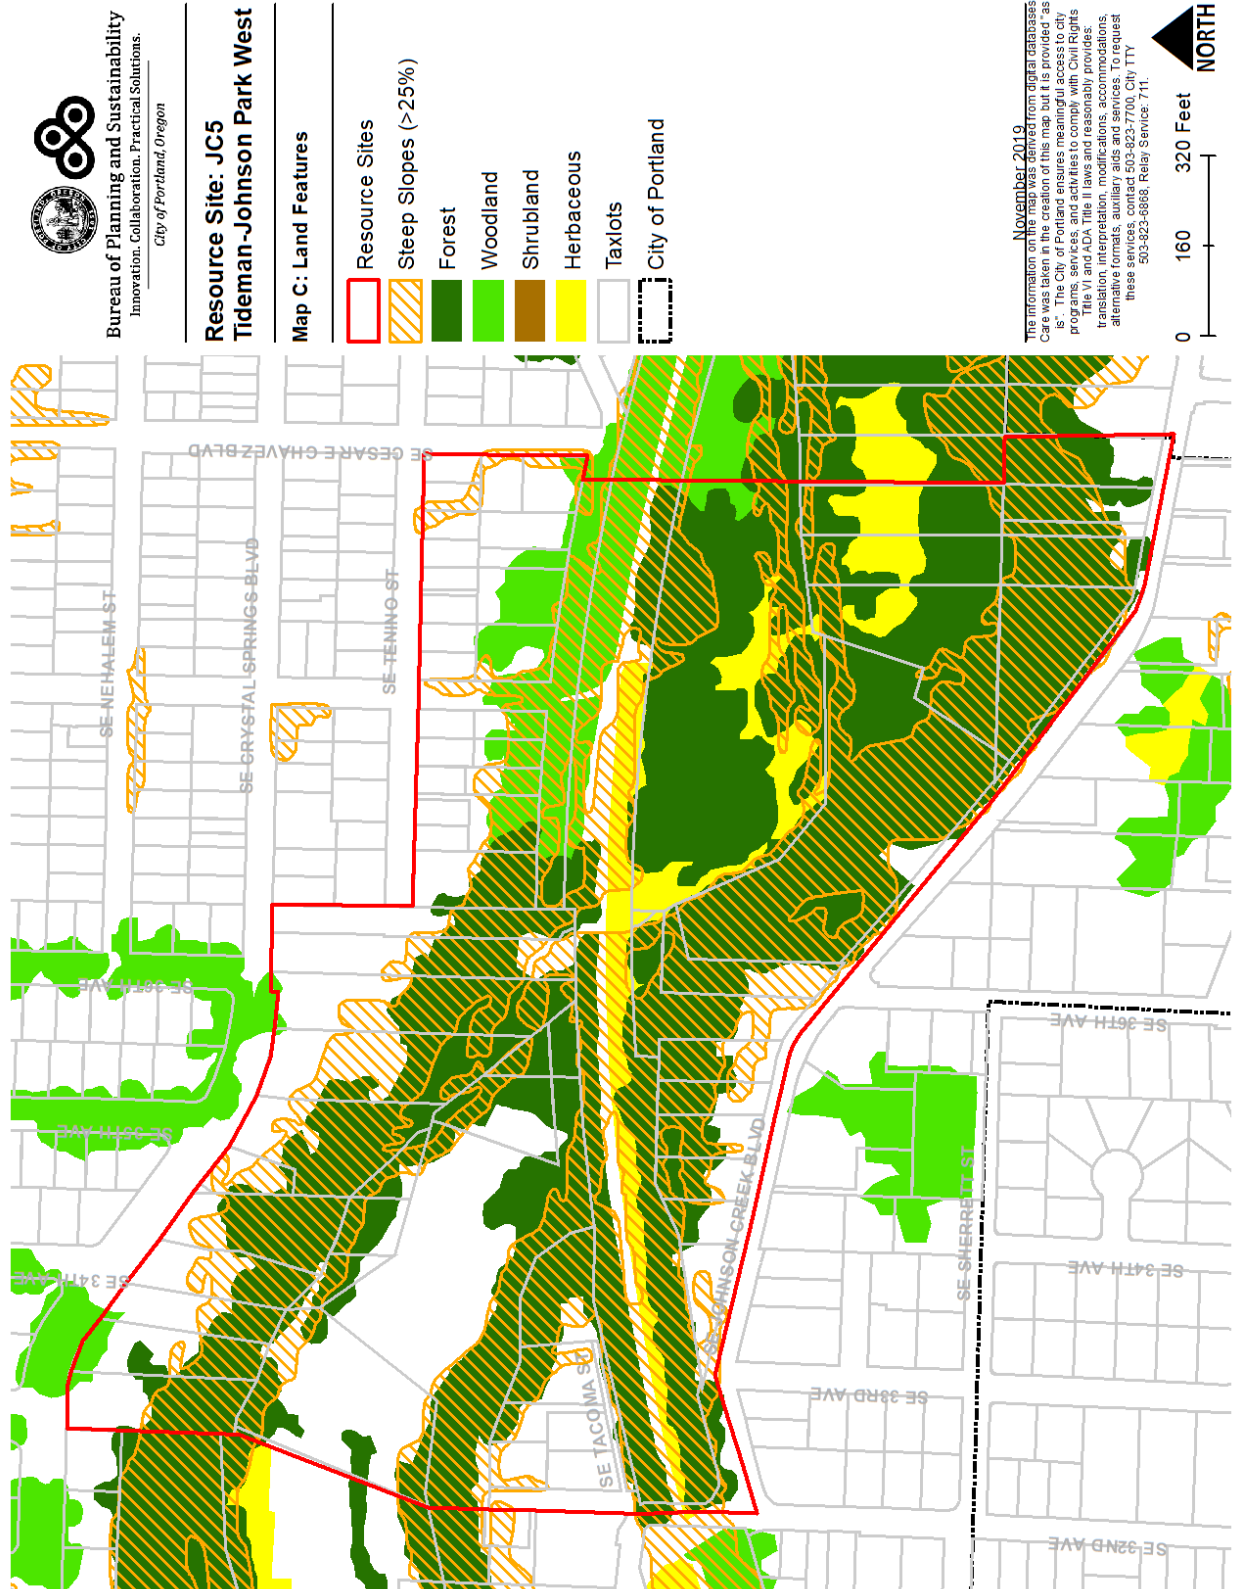 Bureau of Planning and Sustainability
Innovation. Collaboration. Practical Solutions.
City of Portland, Oregon
Resource Site: JC5
Tideman-Johnson Park West
Map C: Land Features
Resource Sites
Steep Slopes (>25%)
Forest
Woodland
Shrubland
Herbaceous
Taxlots
City of Portland
November 2019
The information on the map was derived from digital databases
Care was taken in the creation of this map but it is provided "as
is". The City of Portland ensures meaningful access to city
programs, services, and activities to comply with Civil Rights
Title VI and ADA Title II laws and reasonably provides:
translation, interpretation, modifications, accommodations,
alternative formats, auxiliary aids and services. To request
these services, contact 503-823-7700, City TTY
503-823-6868, Relay Service: 711.
0 160 320 Feet
NORTH
SE NEHALEM ST
SE CRYSTAL SPRINGS BLVD
SE TENINO ST
SE CESAR E CHAVEZ BLVD
SE 36TH AVE
SE 35TH AVE
SE 34TH AVE
SE TACOMA ST
SE JOHNSON CREEK BLVD
SE SHERRETT ST
SE 36TH AVE
SE 34TH AVE
SE 33RD AVE
SE 32ND AVE